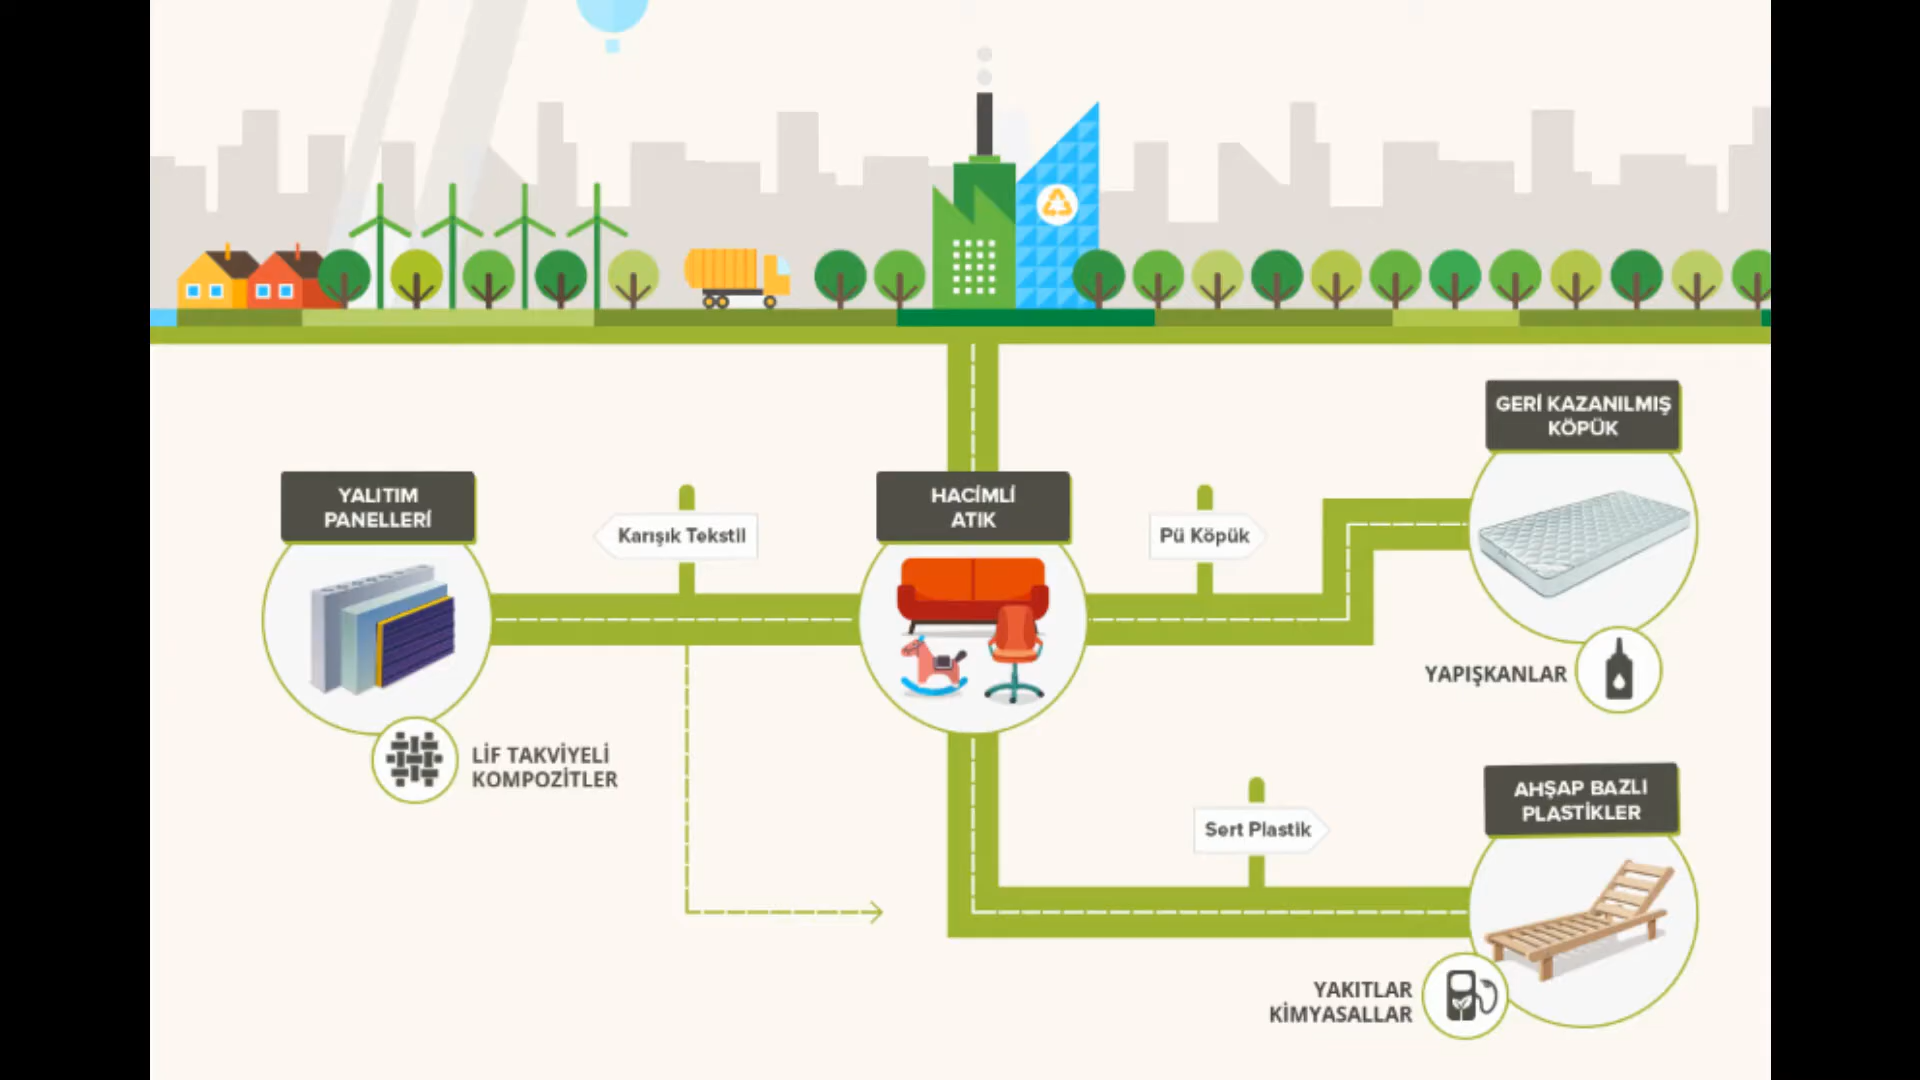 GERİ KAZANILMIŞ
KÖPÜK
YALITIM
PANELLERİ
Karışık Tekstil
HACİMLİ
ATIK
Pü Köpük
YAPIŞKANLAR
LİF TAKVİYELİ
KOMPOZİTLER
AHŞAP BAZLI
PLASTİKLER
Sert Plastik
YAKITLAR
KİMYASALLAR